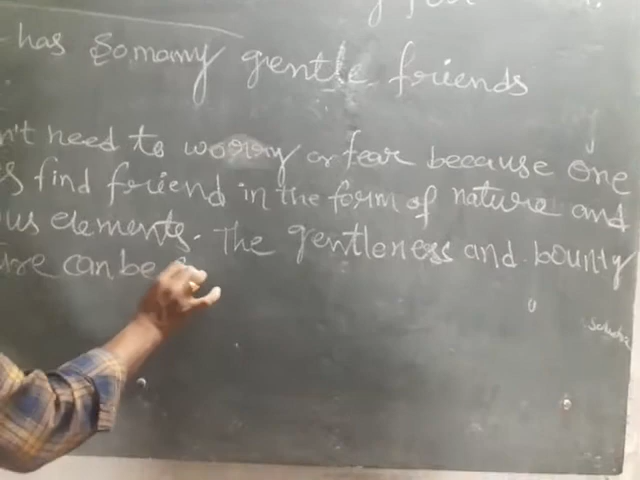 has so many gentle friends
n't need to worry or fear because one
s find friend in the form of nature and
us elements. The gentleness and bounty
ure can be